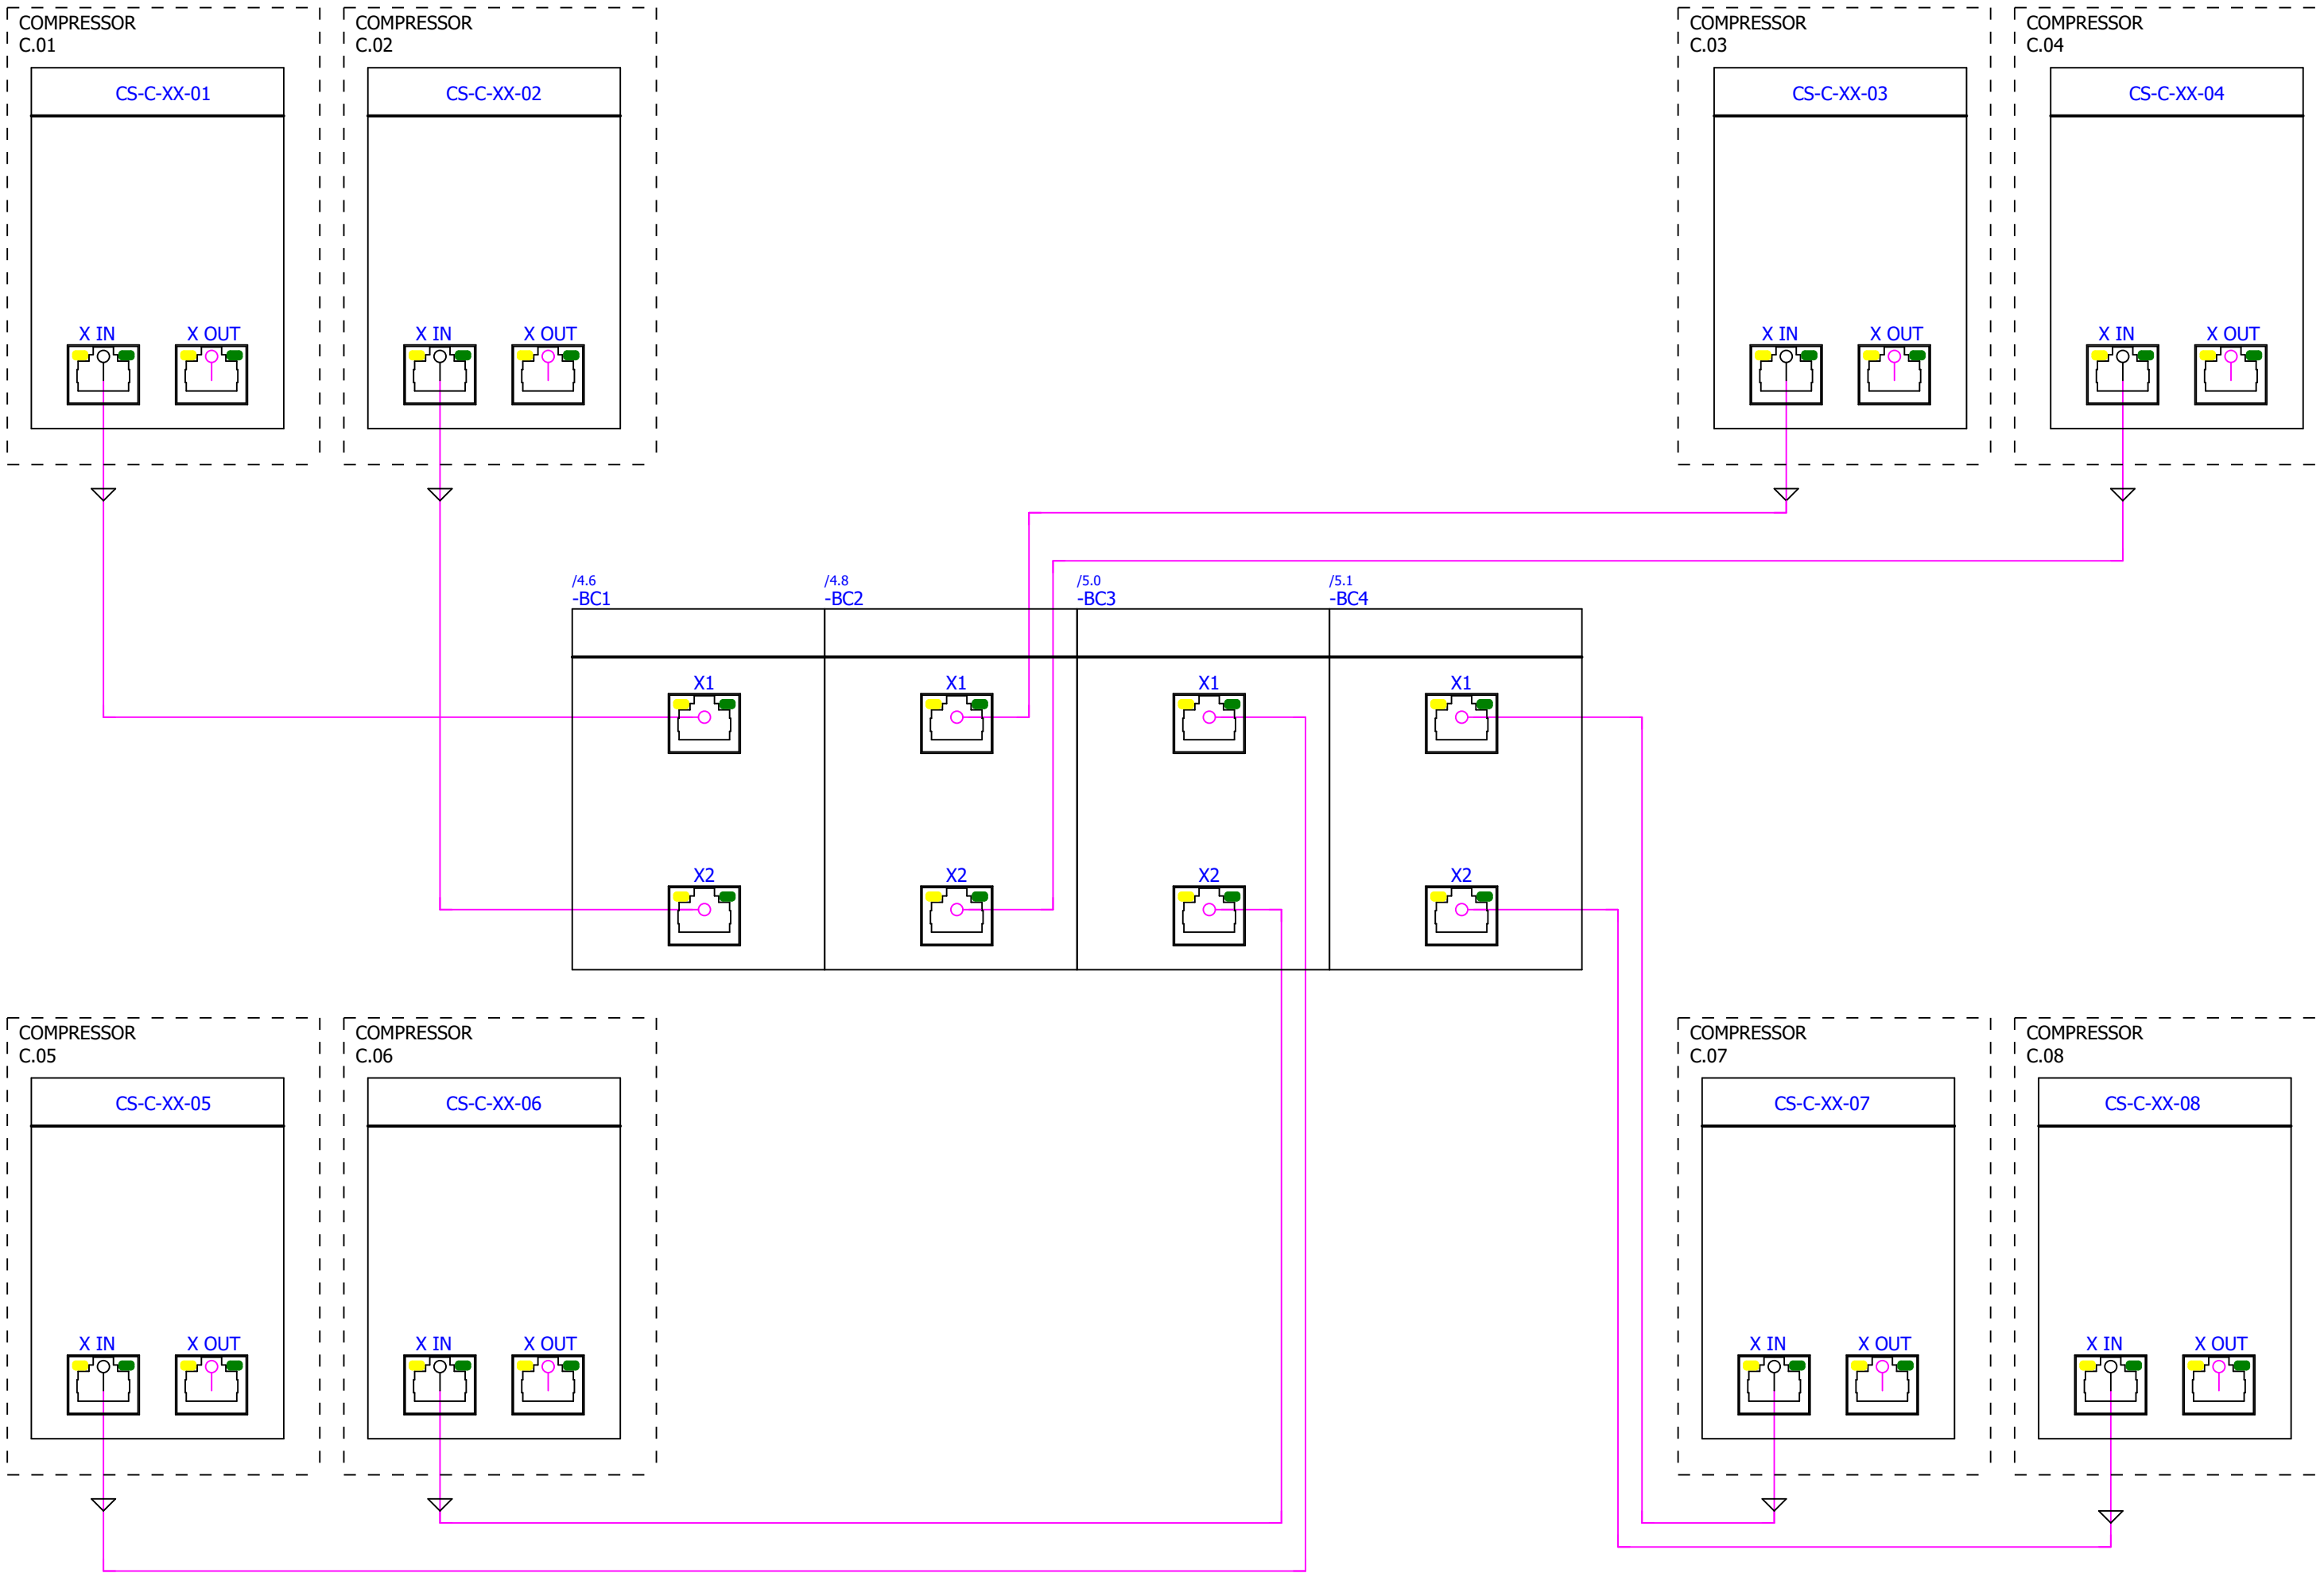 COMPRESSOR
C.01
CS-C-XX-01
X IN X OUT
COMPRESSOR
C.02
CS-C-XX-02
X IN X OUT
COMPRESSOR
C.03
CS-C-XX-03
X IN X OUT
COMPRESSOR
C.04
CS-C-XX-04
X IN X OUT
/4.6
-BC1
X1
X2
/4.8
-BC2
X1
X2
/5.0
-BC3
X1
X2
/5.1
-BC4
X1
X2
COMPRESSOR
C.05
CS-C-XX-05
X IN X OUT
COMPRESSOR
C.06
CS-C-XX-06
X IN X OUT
COMPRESSOR
C.07
CS-C-XX-07
X IN X OUT
COMPRESSOR
C.08
CS-C-XX-08
X IN X OUT